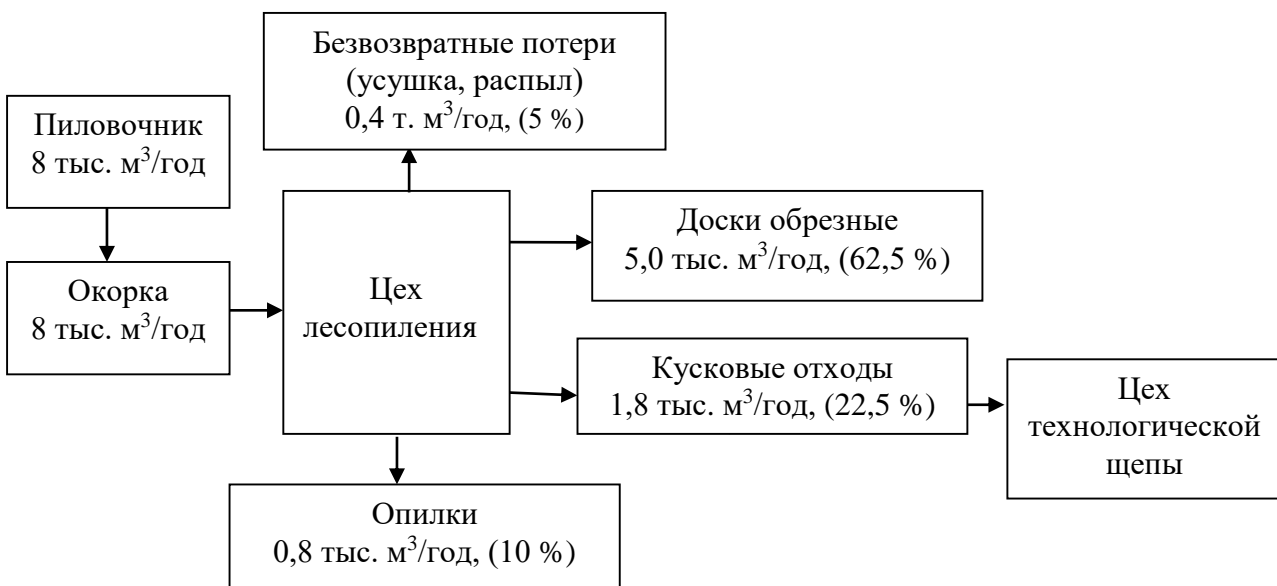 Безвозвратные потери
(усушка, распыл)
0,4 т. м³/год, (5 %)
Пиловочник
8 тыс. м³/год
Окорка
8 тыс. м³/год
Цех
лесопиления
Доски обрезные
5,0 тыс. м³/год, (62,5 %)
Кусковые отходы
1,8 тыс. м³/год, (22,5 %)
Цех
технологической
щепы
Опилки
0,8 тыс. м³/год, (10 %)